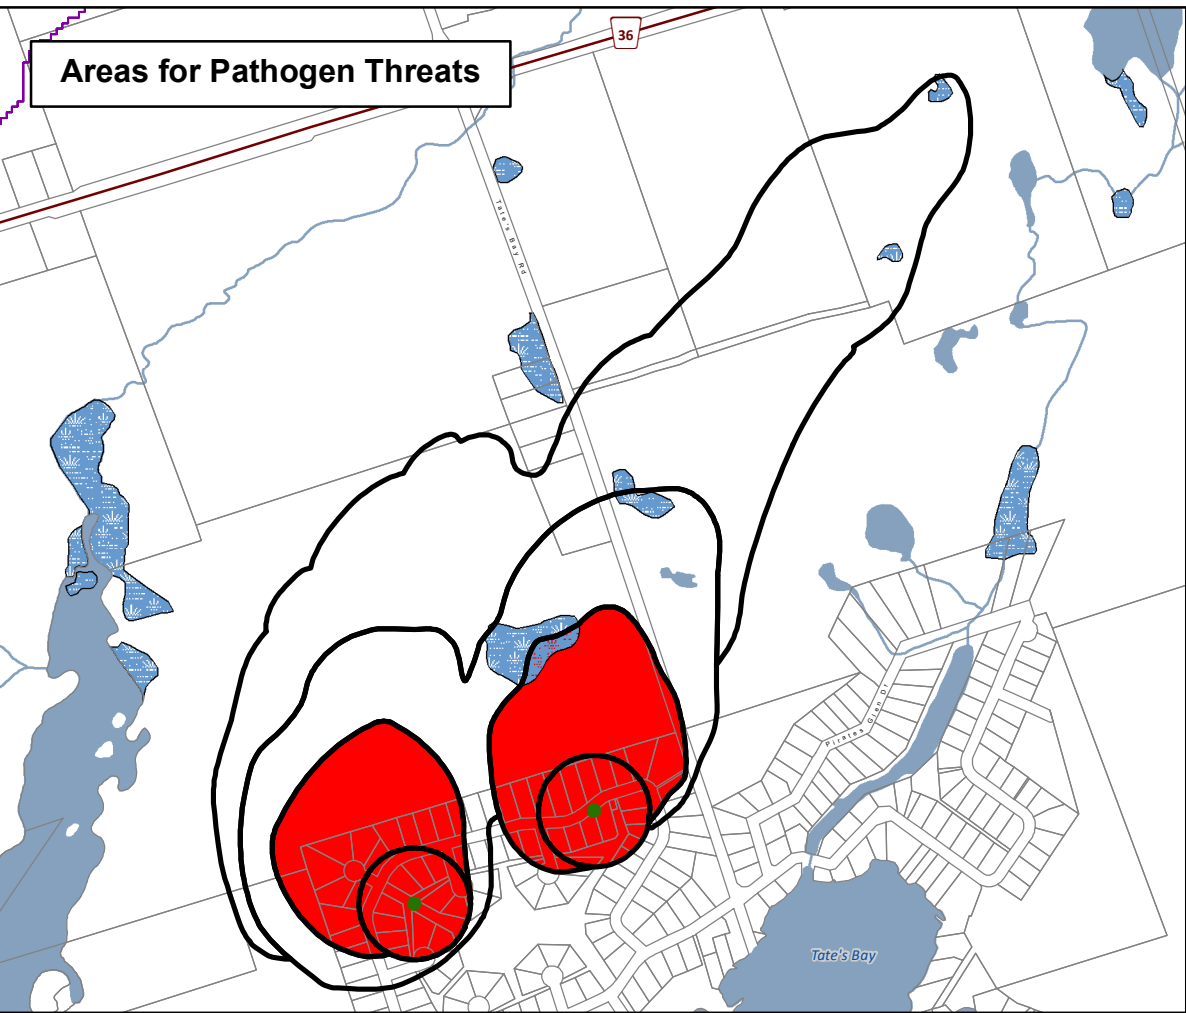 36
Areas for Pathogen Threats
Tate's Bay Rd
Pirates Glen Dr
Tate's Bay